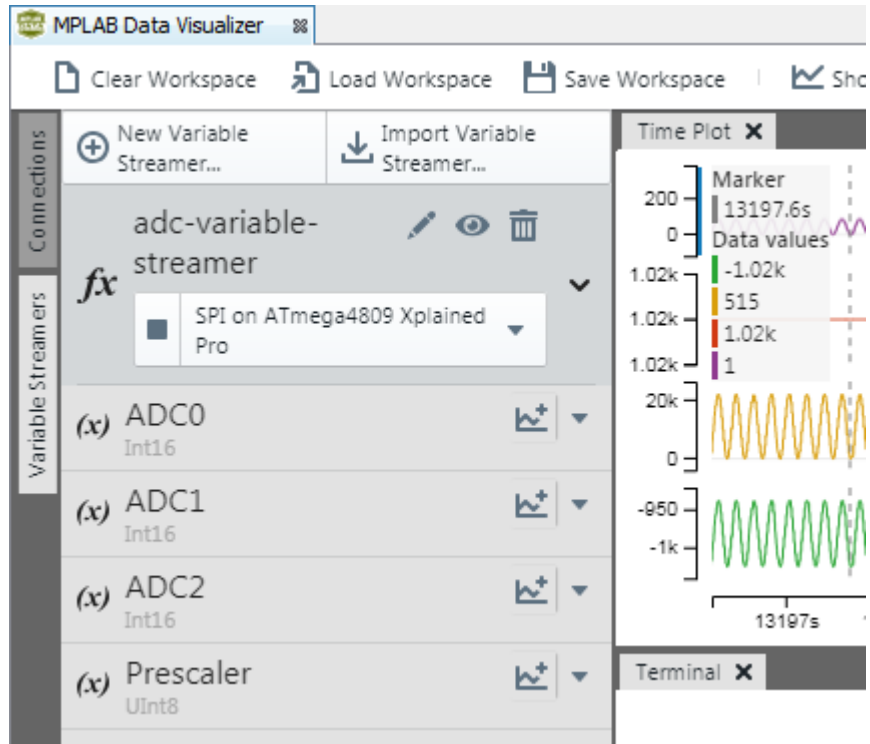 MPLAB Data Visualizer
Clear Workspace
Load Workspace
Save Workspace
Sho
Connections
Variable Streamers
New Variable
Streamer...
Import Variable
Streamer...
adc-variable-
streamer
fx
SPI on ATmega4809 Xplained
Pro
(x) ADC0
Int16
(x) ADC1
Int16
(x) ADC2
Int16
(x) Prescaler
UInt8
Time Plot
Marker
13197.6s
Data values
-1.02k
515
1.02k
1
200
0
1.02k
1.02k
1.02k
20k
0
-950
-1k
13197s
Terminal